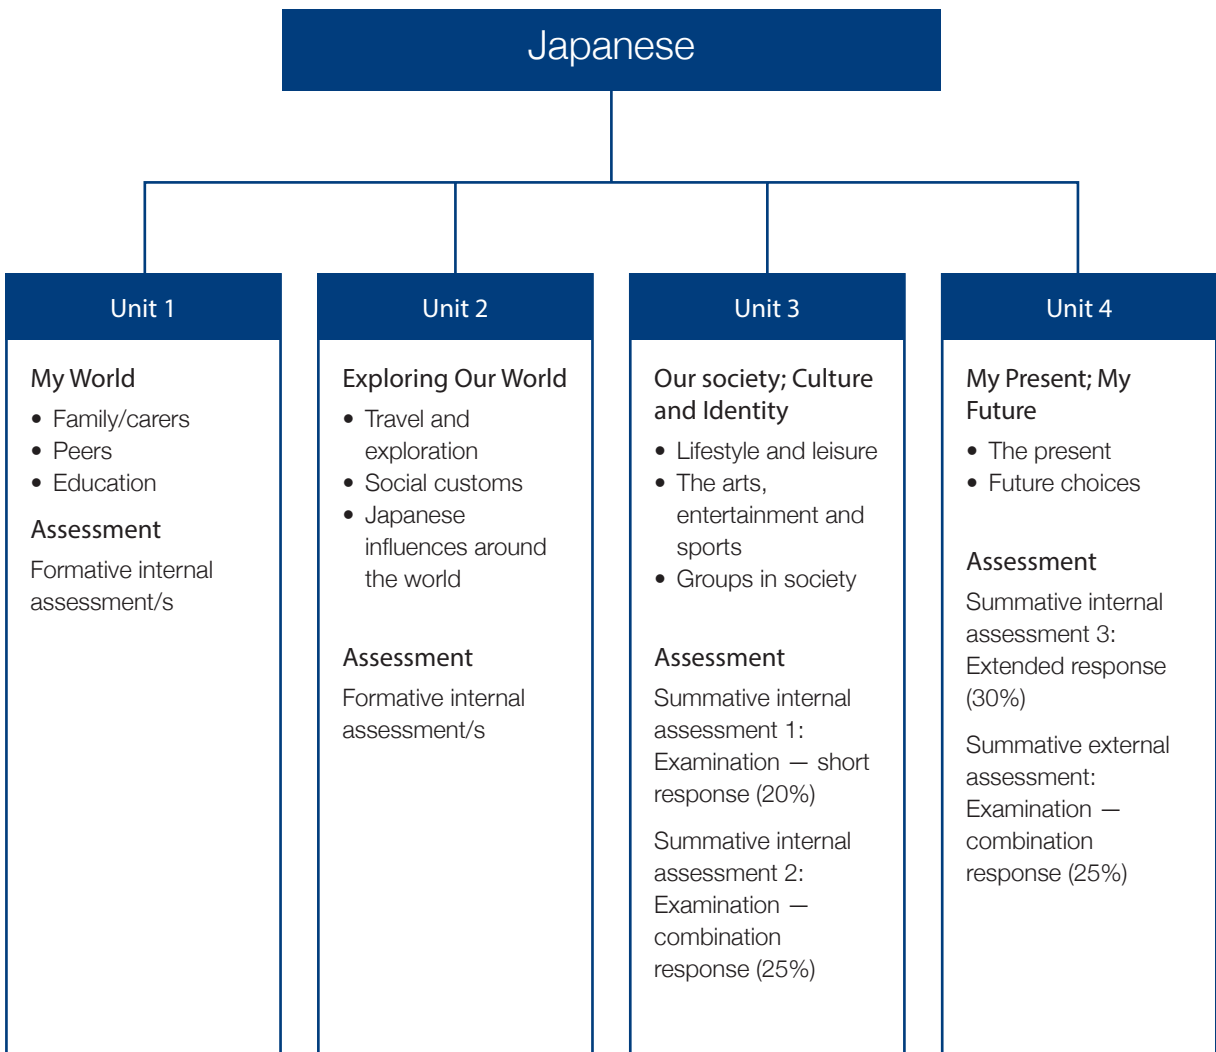 Japanese
Unit 1
My World
• Family/carers
• Peers
• Education
Assessment
Formative internal
assessment/s
Unit 2
Exploring Our World
• Travel and
exploration
• Social customs
• Japanese
influences around
the world
Assessment
Formative internal
assessment/s
Unit 3
Our society; Culture
and Identity
• Lifestyle and leisure
• The arts,
entertainment and
sports
• Groups in society
Assessment
Summative internal
assessment 1:
Examination — short
response (20%)
Summative internal
assessment 2:
Examination —
combination
response (25%)
Unit 4
My Present; My
Future
• The present
• Future choices
Assessment
Summative internal
assessment 3:
Extended response
(30%)
Summative external
assessment:
Examination —
combination
response (25%)